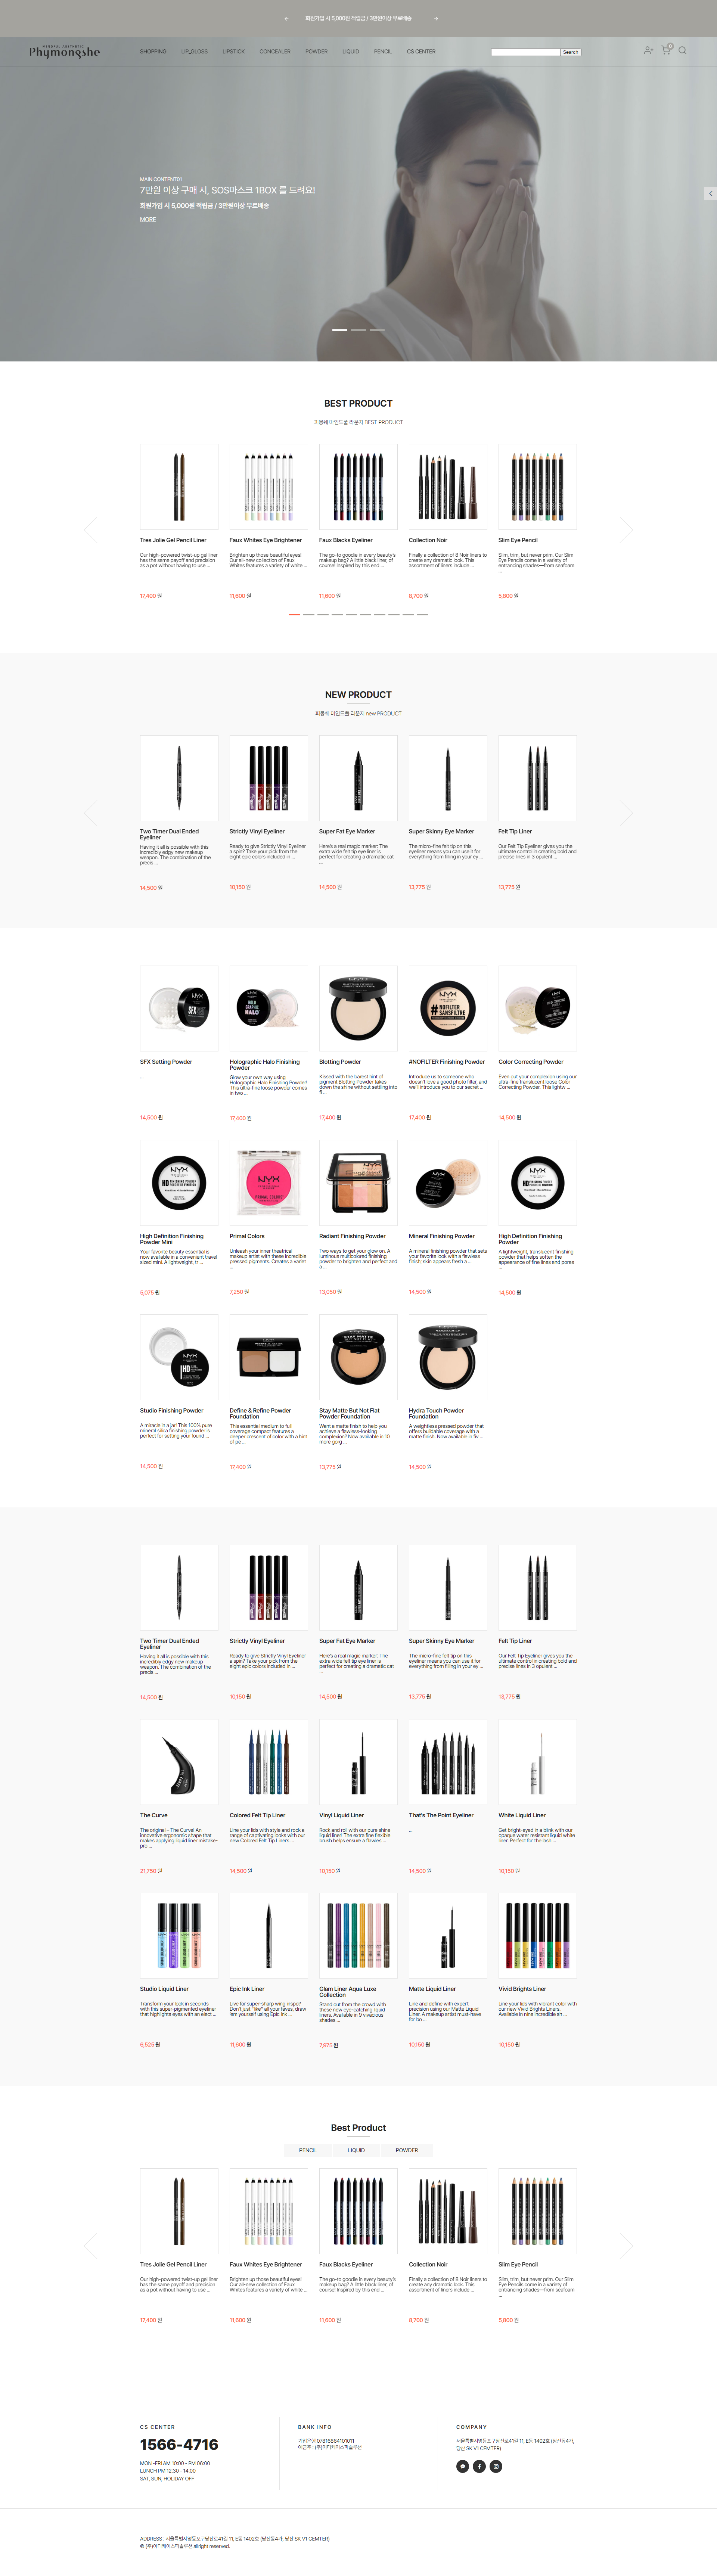 회원가입 시 5,000원 적립금 / 3만원이상 무료배송
MINERAL AESTHETIC
Phymongshe
SHOPPING LIP_GLOSS LIPSTICK CONCEALER POWDER LIQUID PENCIL CS CENTER
Search
MAIN CONTENTE1
7만원 이상 구매 시, SOS마스크 1BOX 를 드려요!
회원가입 시 5,000원 적립금 / 3만원이상 무료배송
MORE
BEST PRODUCT
피몽쉐 마인드를 라운지 BEST PRODUCT
Tres Jolie Gel Pencil Liner
Our high-powered twist-up gel liner
has the same payoff and precision
as a pot without having to use ...
17,400 원
Faux Whites Eye Brightener
Brighten up those beautiful eyes!
Our all-new collection of Faux
Whites features a variety of white ...
11,600 원
Faux Blacks Eyeliner
The go-to goodie in every beauty's
makeup bag? A little black liner, of
course! Inspired by this end ...
11,600 원
Collection Noir
Finally a collection of 8 Noir liners to
create any dramatic look. This
assortment of liners include ...
8,700 원
Slim Eye Pencil
Slim, trim, but never prim. Our Slim
Eye Pencils come in a variety of
entrancing shades—from seafoam
...
5,800 원
NEW PRODUCT
피몽쉐 마인드를 라운지 new PRODUCT
Two Timer Dual Ended
Eyeliner
Having it all is possible with this
incredibly edgy new makeup
weapon. The combination of the
precis ...
14,500 원
Strictly Vinyl Eyeliner
Ready to give Strictly Vinyl Eyeliner
a spin? Take your pick from the
eight epic colors included in ...
10,150 원
Super Fat Eye Marker
Here's a real magic marker: The
extra wide felt tip eye liner is
perfect for creating a dramatic cat
...
14,500 원
Super Skinny Eye Marker
The micro-fine felt tip on this
eyeliner means you can use it for
everything from filling in your ey ...
13,775 원
Felt Tip Liner
Our Felt Tip Eyeliner gives you the
ultimate control in creating bold and
precise lines in 3 opulent ...
13,775 원
SFX Setting Powder
...
14,500 원
Holographic Halo Finishing
Powder
Glow your own way using
Holographic Halo Finishing Powder!
This ultra-fine loose powder comes
in two ...
17,400 원
Blotting Powder
Kissed with the barest hint of
pigment Blotting Powder takes
down the shine without settling into
fi ...
17,400 원
#NOFILTER Finishing Powder
Introduce us to someone who
doesn't love a good photo filter, and
we'll introduce you to our secret ...
17,400 원
Color Correcting Powder
Even out your complexion using our
ultra-fine translucent loose Color
Correcting Powder. This lightw ...
14,500 원
High Definition Finishing
Powder Mini
Your favorite beauty essential is
now available in a convenient travel
sized mini. A lightweight, tr ...
5,075 원
Primal Colors
Unleash your inner theatrical
makeup artist with these incredible
pressed pigments. Creates a variet
...
7,250 원
Radiant Finishing Powder
Two ways to get your glow on: A
luminous multicolored finishing
powder to brighten and perfect and
a ...
13,050 원
Mineral Finishing Powder
A mineral finishing powder that sets
your favorite look with a flawless
finish; skin appears fresh a ...
14,500 원
High Definition Finishing
Powder
A lightweight, translucent finishing
powder that helps soften the
appearance of fine lines and pores
...
14,500 원
Studio Finishing Powder
A miracle in a jar! This 100% pure
mineral silica finishing powder is
perfect for setting your found ...
14,500 원
Define & Refine Powder
Foundation
This essential medium to full
coverage compact features a
deeper crescent of color with a hint
of pe ...
17,400 원
Stay Matte But Not Flat
Powder Foundation
Want a matte finish to help you
achieve a flawless-looking
complexion? Now available in 10
more gorg ...
13,775 원
Hydra Touch Powder
Foundation
A weightless pressed powder that
offers buildable coverage with a
matte finish. Now available in fiv ...
14,500 원
Two Timer Dual Ended
Eyeliner
Having it all is possible with this
incredibly edgy new makeup
weapon. The combination of the
precis ...
14,500 원
Strictly Vinyl Eyeliner
Ready to give Strictly Vinyl Eyeliner
a spin? Take your pick from the
eight epic colors included in ...
10,150 원
Super Fat Eye Marker
Here's a real magic marker: The
extra wide felt tip eye liner is
perfect for creating a dramatic cat
...
14,500 원
Super Skinny Eye Marker
The micro-fine felt tip on this
eyeliner means you can use it for
everything from filling in your ey ...
13,775 원
Felt Tip Liner
Our Felt Tip Eyeliner gives you the
ultimate control in creating bold and
precise lines in 3 opulent ...
13,775 원
The Curve
The original – The Curve! An
innovative ergonomic shape that
makes applying liquid liner mistake-
pro ...
21,750 원
Colored Felt Tip Liner
Line your lids with style and rock a
range of captivating looks with our
new Colored Felt Tip Liners ...
14,500 원
Vinyl Liquid Liner
Rock and roll with our pure shine
liquid liner! The extra fine flexible
brush helps ensure a flawles ...
10,150 원
That's The Point Eyeliner
...
14,500 원
White Liquid Liner
Get bright-eyed in a blink with our
opaque water resistant liquid white
liner. Perfect for the lash ...
10,150 원
Studio Liquid Liner
Transform your look in seconds
with this super-pigmented eyeliner
that highlights eyes with an elect ...
6,525 원
Epic Ink Liner
Live for super-sharp wing inspo?
Don't just "like" all your faves, draw
'em yourself using Epic Ink ...
11,600 원
Glam Liner Aqua Luxe
Collection
Stand out from the crowd with
these new eye-catching liquid
liners. Available in 9 vivacious
shades ...
7,975 원
Matte Liquid Liner
Line and define with expert
precision using our Matte Liquid
Liner. A makeup artist must-have
for bo ...
10,150 원
Vivid Brights Liner
Line your lids with vibrant color with
our new Vivid Brights Liners.
Available in nine incredible sh ...
10,150 원
Best Product
PENCIL LIQUID POWDER
Tres Jolie Gel Pencil Liner
Our high-powered twist-up gel liner
has the same payoff and precision
as a pot without having to use ...
17,400 원
Faux Whites Eye Brightener
Brighten up those beautiful eyes!
Our all-new collection of Faux
Whites features a variety of white ...
11,600 원
Faux Blacks Eyeliner
The go-to goodie in every beauty's
makeup bag? A little black liner, of
course! Inspired by this end ...
11,600 원
Collection Noir
Finally a collection of 8 Noir liners to
create any dramatic look. This
assortment of liners include ...
8,700 원
Slim Eye Pencil
Slim, trim, but never prim. Our Slim
Eye Pencils come in a variety of
entrancing shades—from seafoam
...
5,800 원
CS CENTER
1566-4716
MON -FRI AM.10:00 - PM 06:00
LUNCH PM 12:30 - 14:00
SAT, SUN, HOLIDAY OFF
BANK INFO
기업은행 07816864101011
예금주 : (주)이디케이스파솔루션
COMPANY
서울특별시영등포구당산로41길 11, E동 1402호 (당산동4가,
당산 SK V1 CEMTER)
ADDRESS : 서울특별시영등포구당산로41길 11, E동 1402호 (당산동4가, 당산 SK V1 CEMTER)
© (주)이디케이스파솔루션.allright reserved.